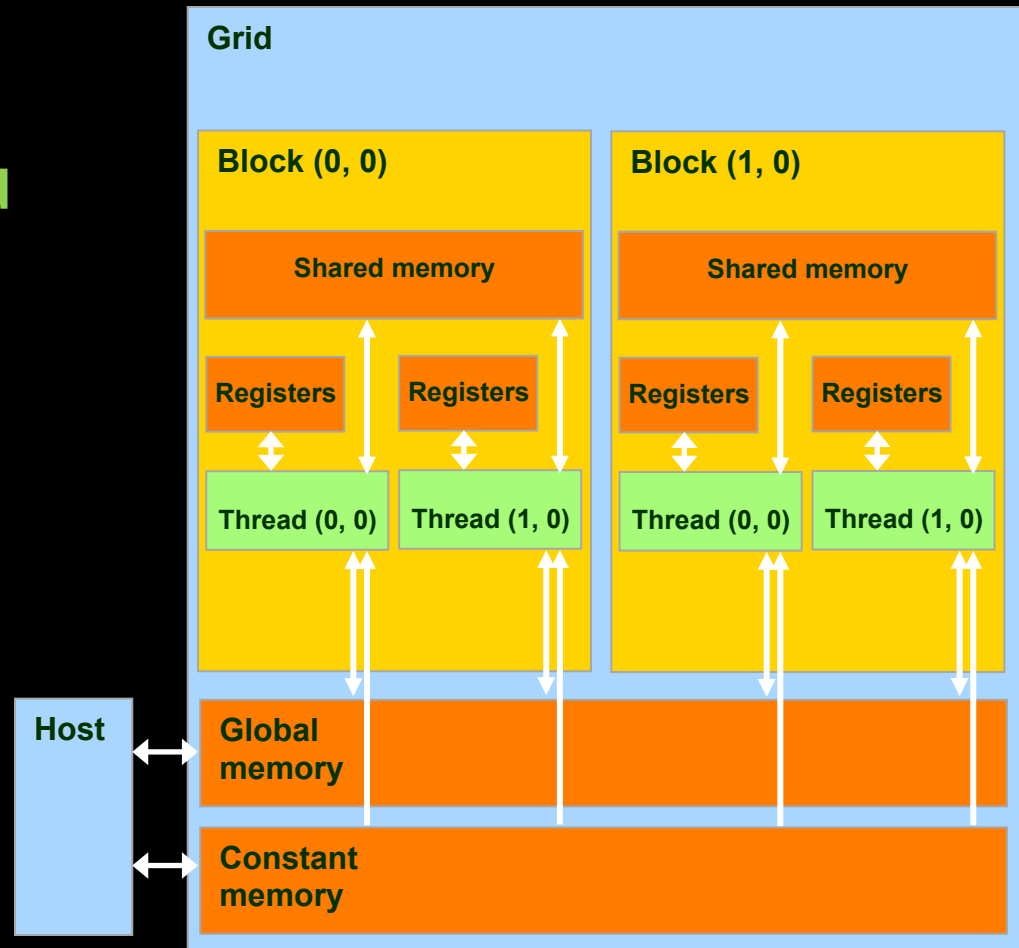 Grid
Block (0, 0)
Block (1, 0)
Shared memory
Shared memory
Registers
Registers
Registers
Registers
Thread (0, 0)
Thread (1, 0)
Thread (0, 0)
Thread (1, 0)
Host
Global
memory
Constant
memory